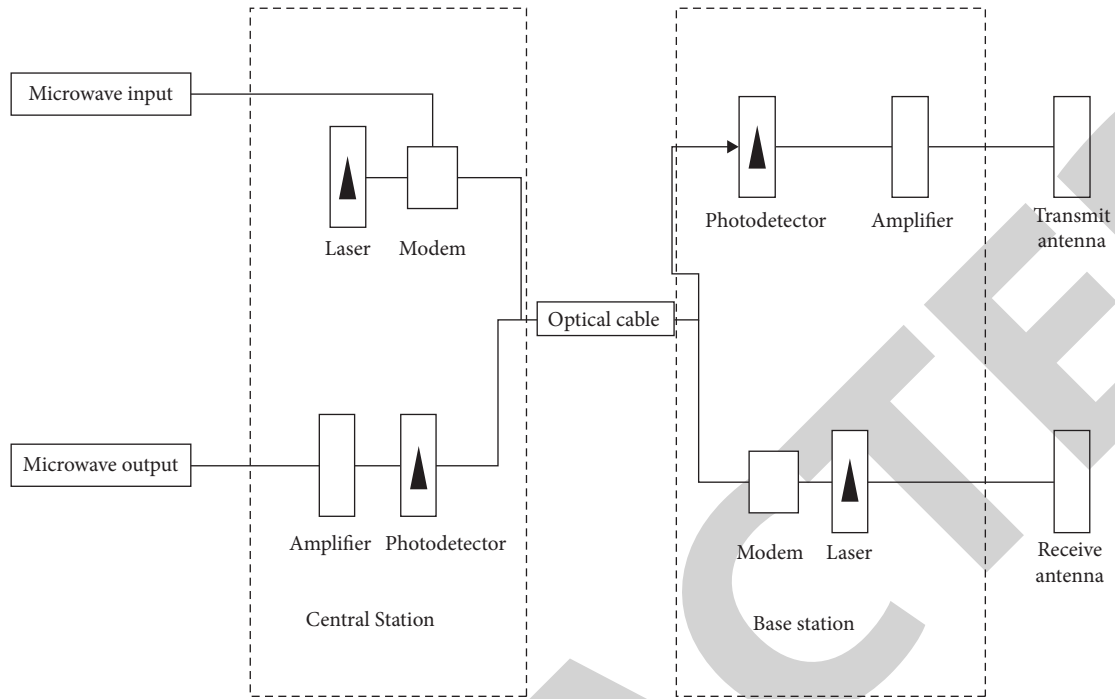 Microwave input
Laser
Modem
Photodetector
Amplifier
Transmit
antenna
Optical cable
Microwave output
Amplifier
Photodetector
Modem
Laser
Receive
antenna
Central Station
Base station